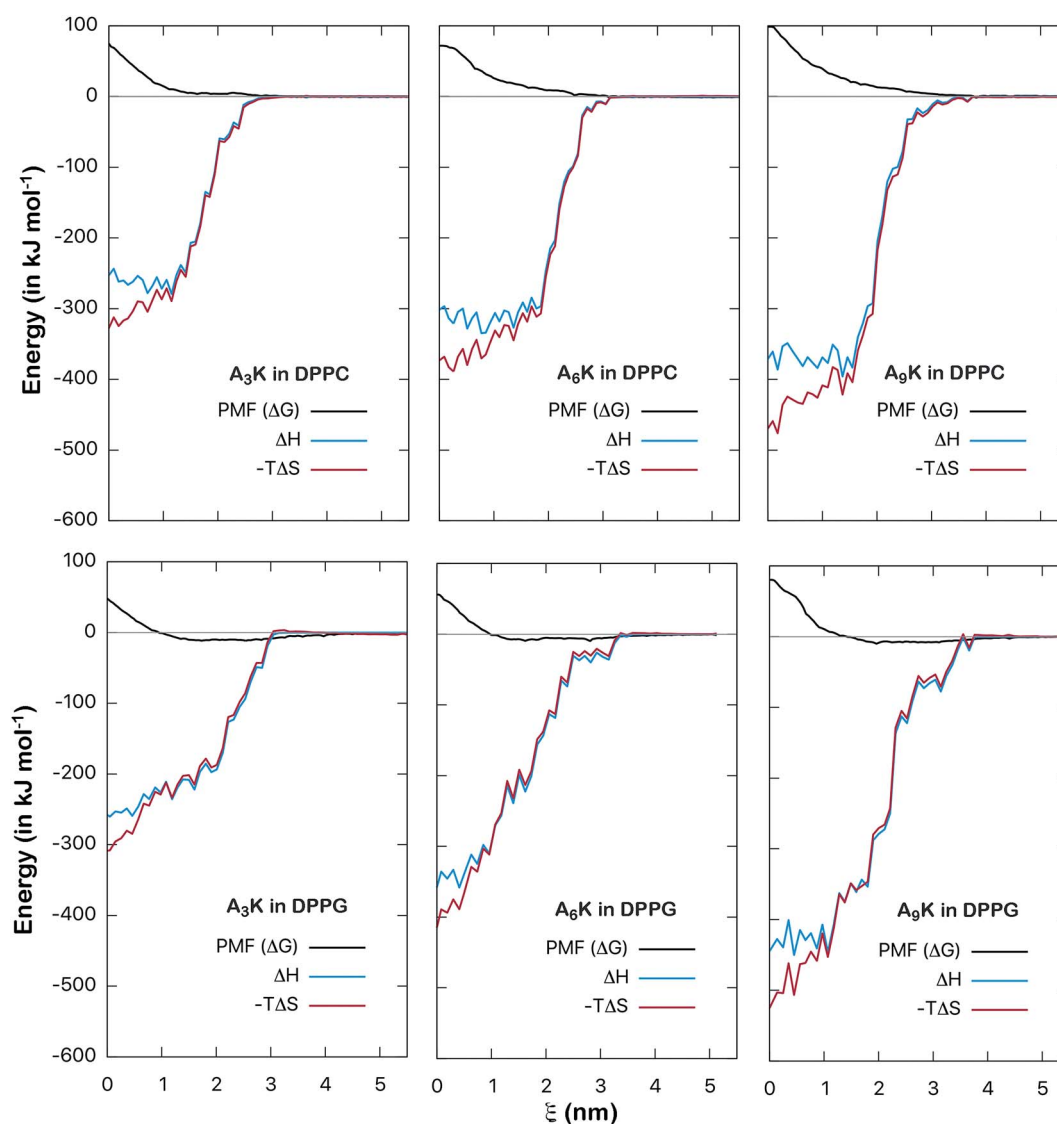 100
0
-100
-200
-300
-400
-500
-600
Energy (in kJ mol⁻¹)
A₃K in DPPC
PMF (ΔG)
ΔH
-TΔS
A₆K in DPPC
PMF (ΔG)
ΔH
-TΔS
A₉K in DPPC
PMF (ΔG)
ΔH
-TΔS
100
0
-100
-200
-300
-400
-500
-600
Energy (in kJ mol⁻¹)
A₃K in DPPG
PMF (ΔG)
ΔH
-TΔS
A₆K in DPPG
PMF (ΔG)
ΔH
-TΔS
A₉K in DPPG
PMF (ΔG)
ΔH
-TΔS
0 1 2 3 4 5
0 1 2 3 4 5
0 1 2 3 4 5
ξ (nm)